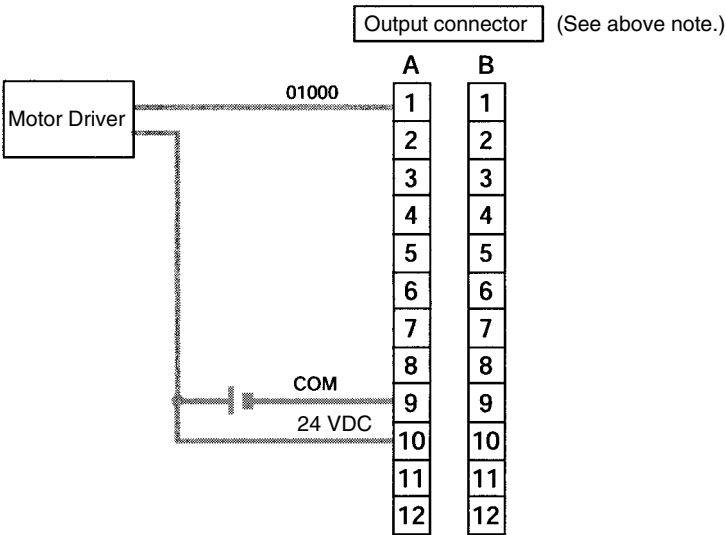 Output connector (See above note.)
A B
Motor Driver 01000 1 1
2 2
3 3
4 4
5 5
6 6
7 7
8 8
COM 9 9
24 VDC 10 10
11 11
12 12